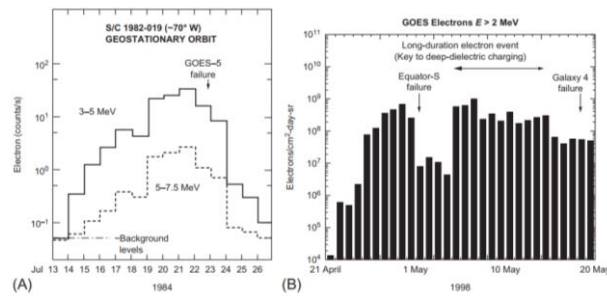 S/C 1982-019 (~70° W)
GEOSTATIONARY ORBIT
GOES-5
failure
3–5 MeV
5–7.5 MeV
Background
levels
Electron (counts/s)
10²
10¹
10⁰
10⁻¹
Jul 13 14 15 16 17 18 19 20 21 22 23 24 25 26
1984
(A)
GOES Electrons E > 2 MeV
Long-duration electron event
(Key to deep-dielectric charging)
Equator-S
failure
Galaxy 4
failure
Electrons/cm²-day-sr
10¹¹
10¹⁰
10⁹
10⁸
10⁷
10⁶
10⁵
10⁴
21 April 1 May 10 May 20 May
1998
(B)